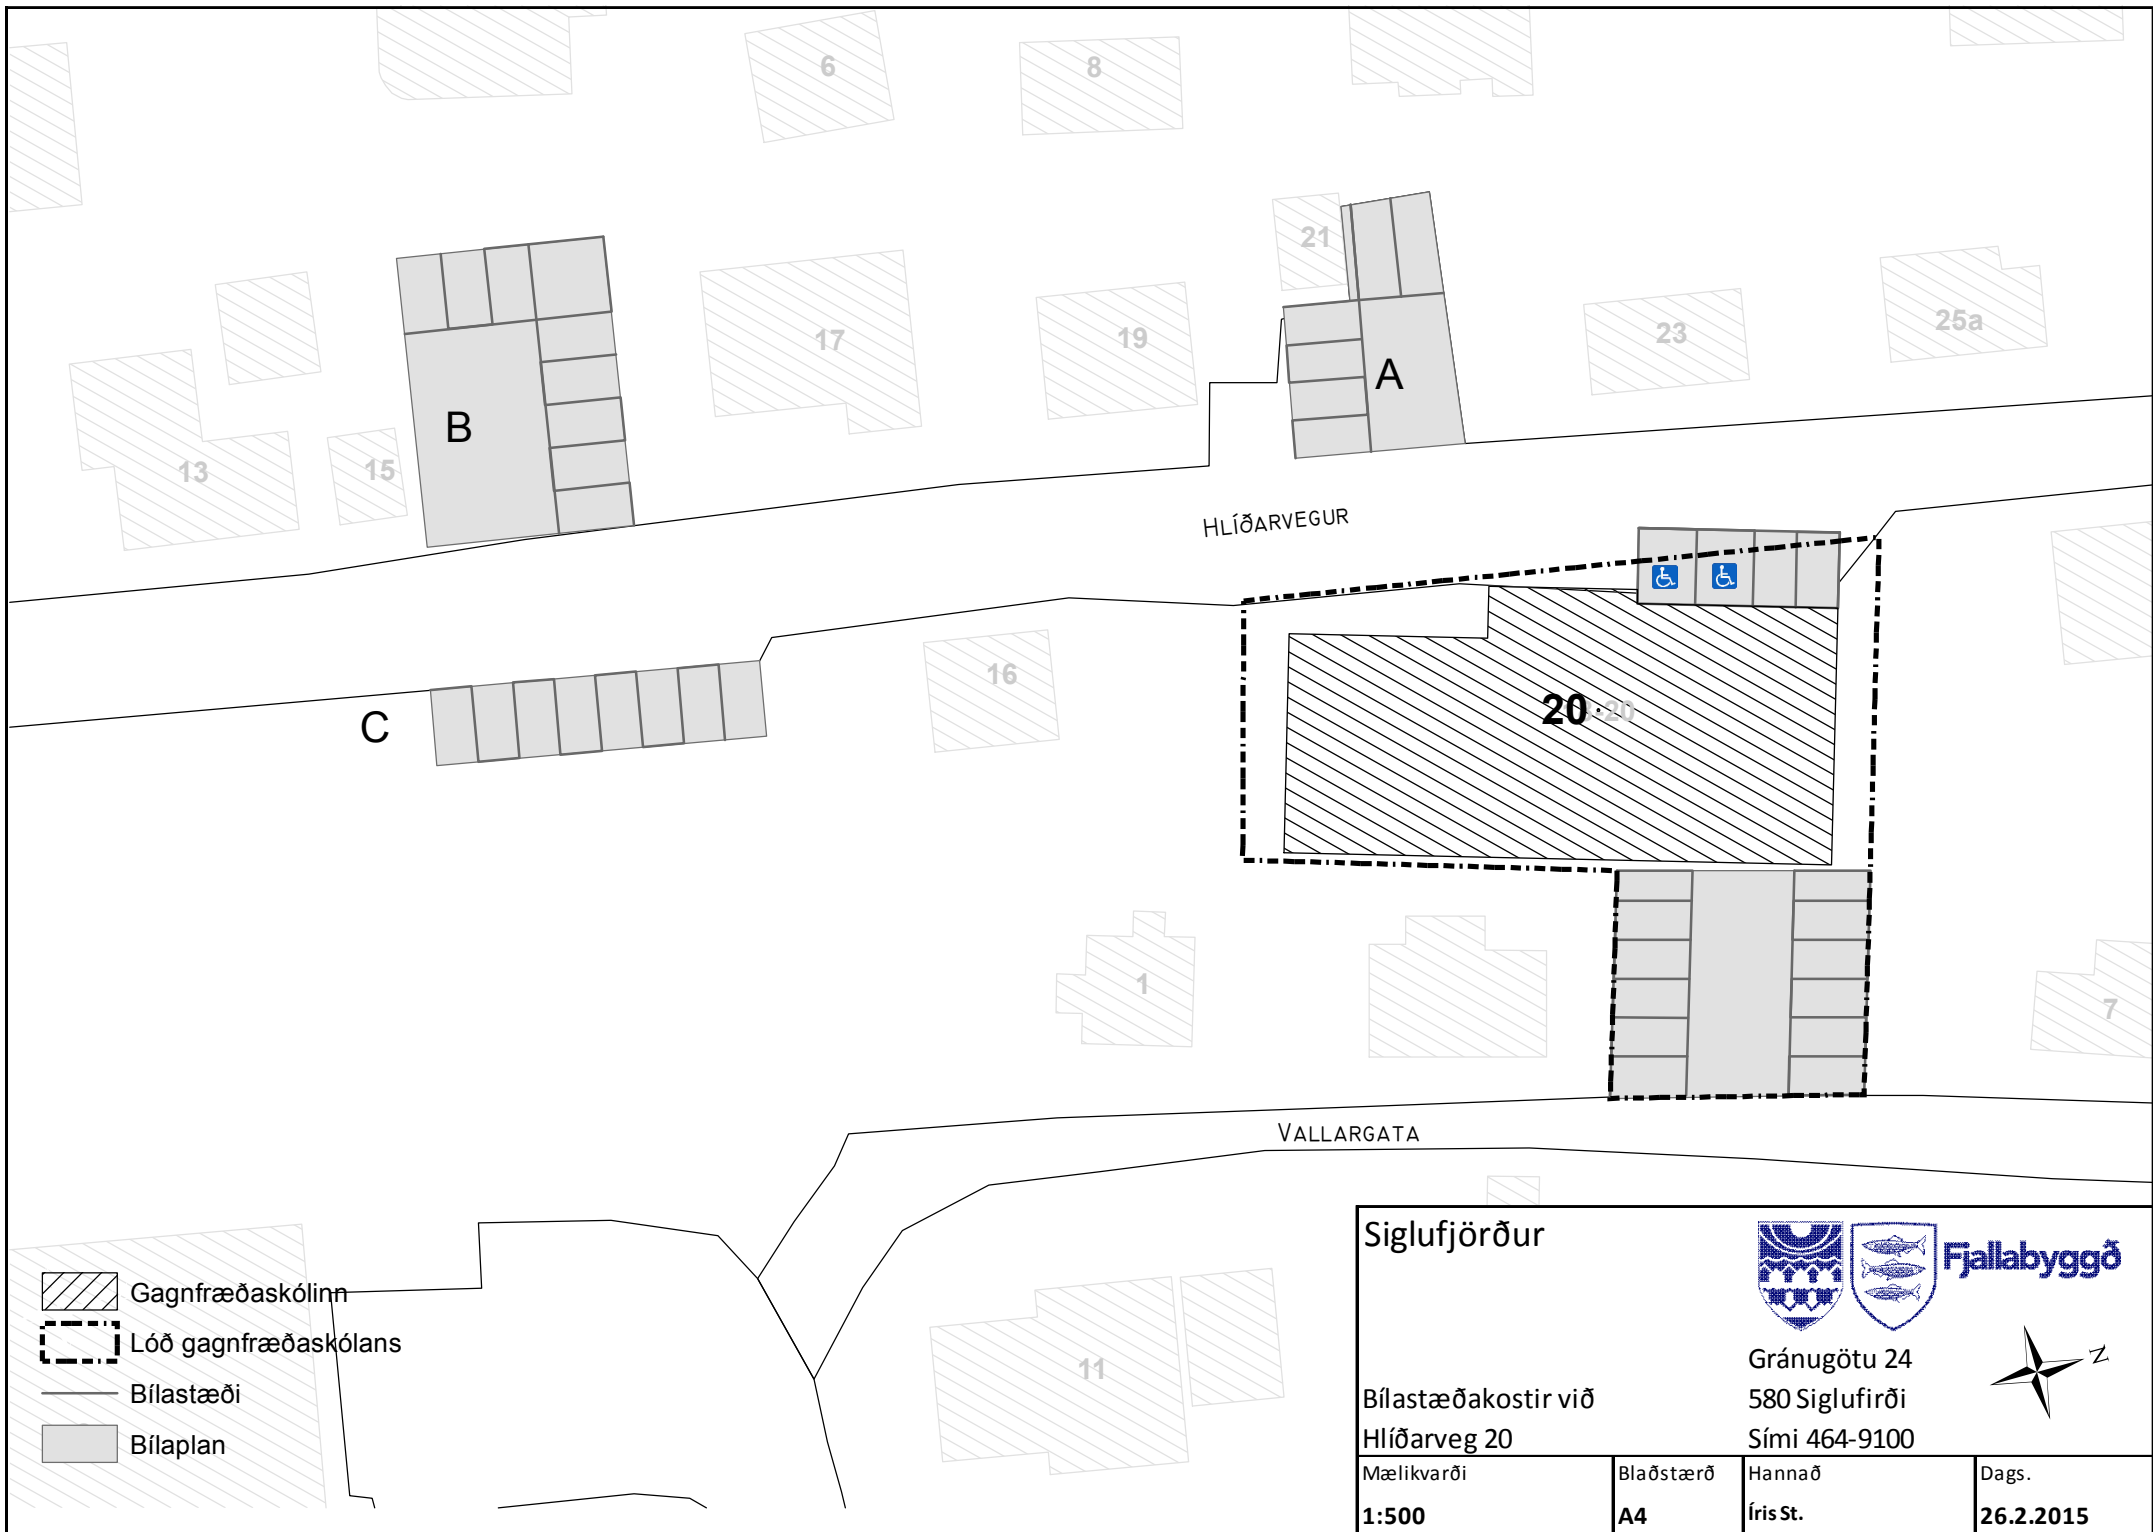 6
8
21
17
19
23
25a
A
B
13
15
HLÍÐARVEGUR
16
C
20
-20
1
7
VALLARGATA
11
Gagnfræðaskólinn
Lóð gagnfræðaskólans
Bílastæði
Bílaplan
Siglufjörður
Fjallabyggð
Gránugötu 24
580 Siglufirði
Sími 464-9100
N
Bílastæðakostir við
Hlíðarveg 20
Mælikvarði
1:500
Blaðstærð
A4
Hannað
Íris St.
Dags.
26.2.2015